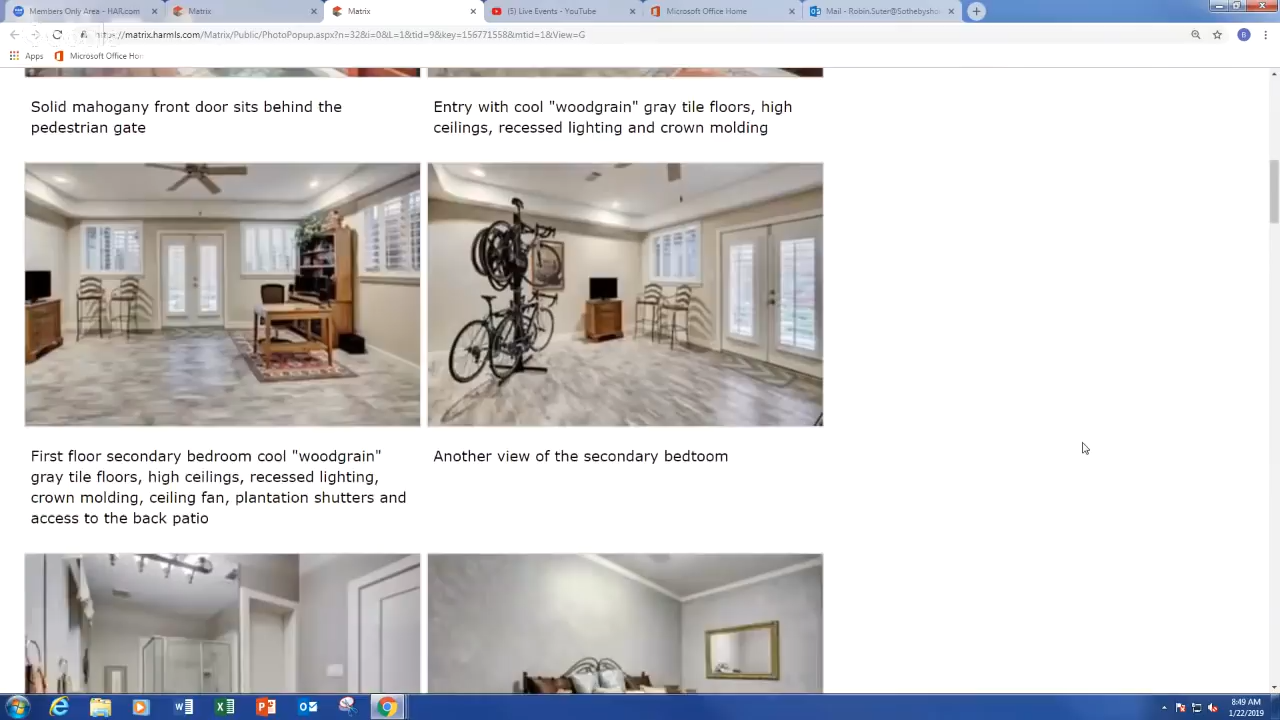 Members Only Area - HAR.com
Matrix
Matrix
(5) Live Events - YouTube
Microsoft Office Home
Mail - Robin.Suter@Sothebysho
https://matrix.harmls.com/Matrix/Public/PhotoPopup.aspx?n=32&i=0&L=1&tid=9&key=156771558&mtid=1&View=G
B
Apps
Microsoft Office Hom
Solid mahogany front door sits behind the
pedestrian gate
Entry with cool "woodgrain" gray tile floors, high
ceilings, recessed lighting and crown molding
First floor secondary bedroom cool "woodgrain"
gray tile floors, high ceilings, recessed lighting,
crown molding, ceiling fan, plantation shutters and
access to the back patio
Another view of the secondary bedtoom
8:49 AM
1/22/2019